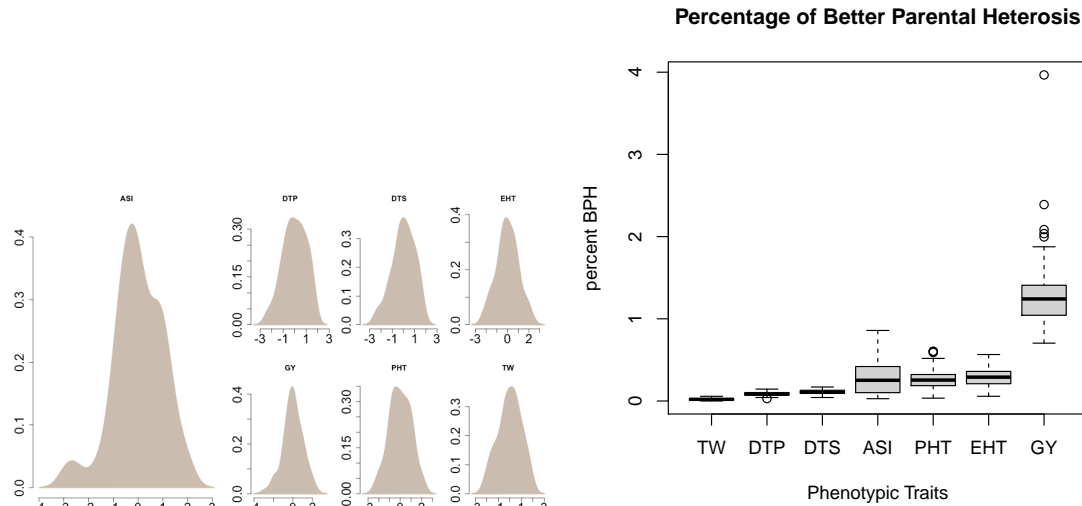 Percentage of Better Parental Heterosis
ASI
0.0 0.1 0.2 0.3 0.4
DTP
0.00 0.15 0.30
-3 -1 1 3
DTS
0.0 0.1 0.2 0.3
-3 -1 1 3
EHT
0.0 0.2 0.4
-3 0 2
GY
0.0 0.2 0.4
PHT
0.00 0.15 0.30
TW
0.0 0.1 0.2 0.3
percent BPH
0 1 2 3 4
TW DTP DTS ASI PHT EHT GY
Phenotypic Traits